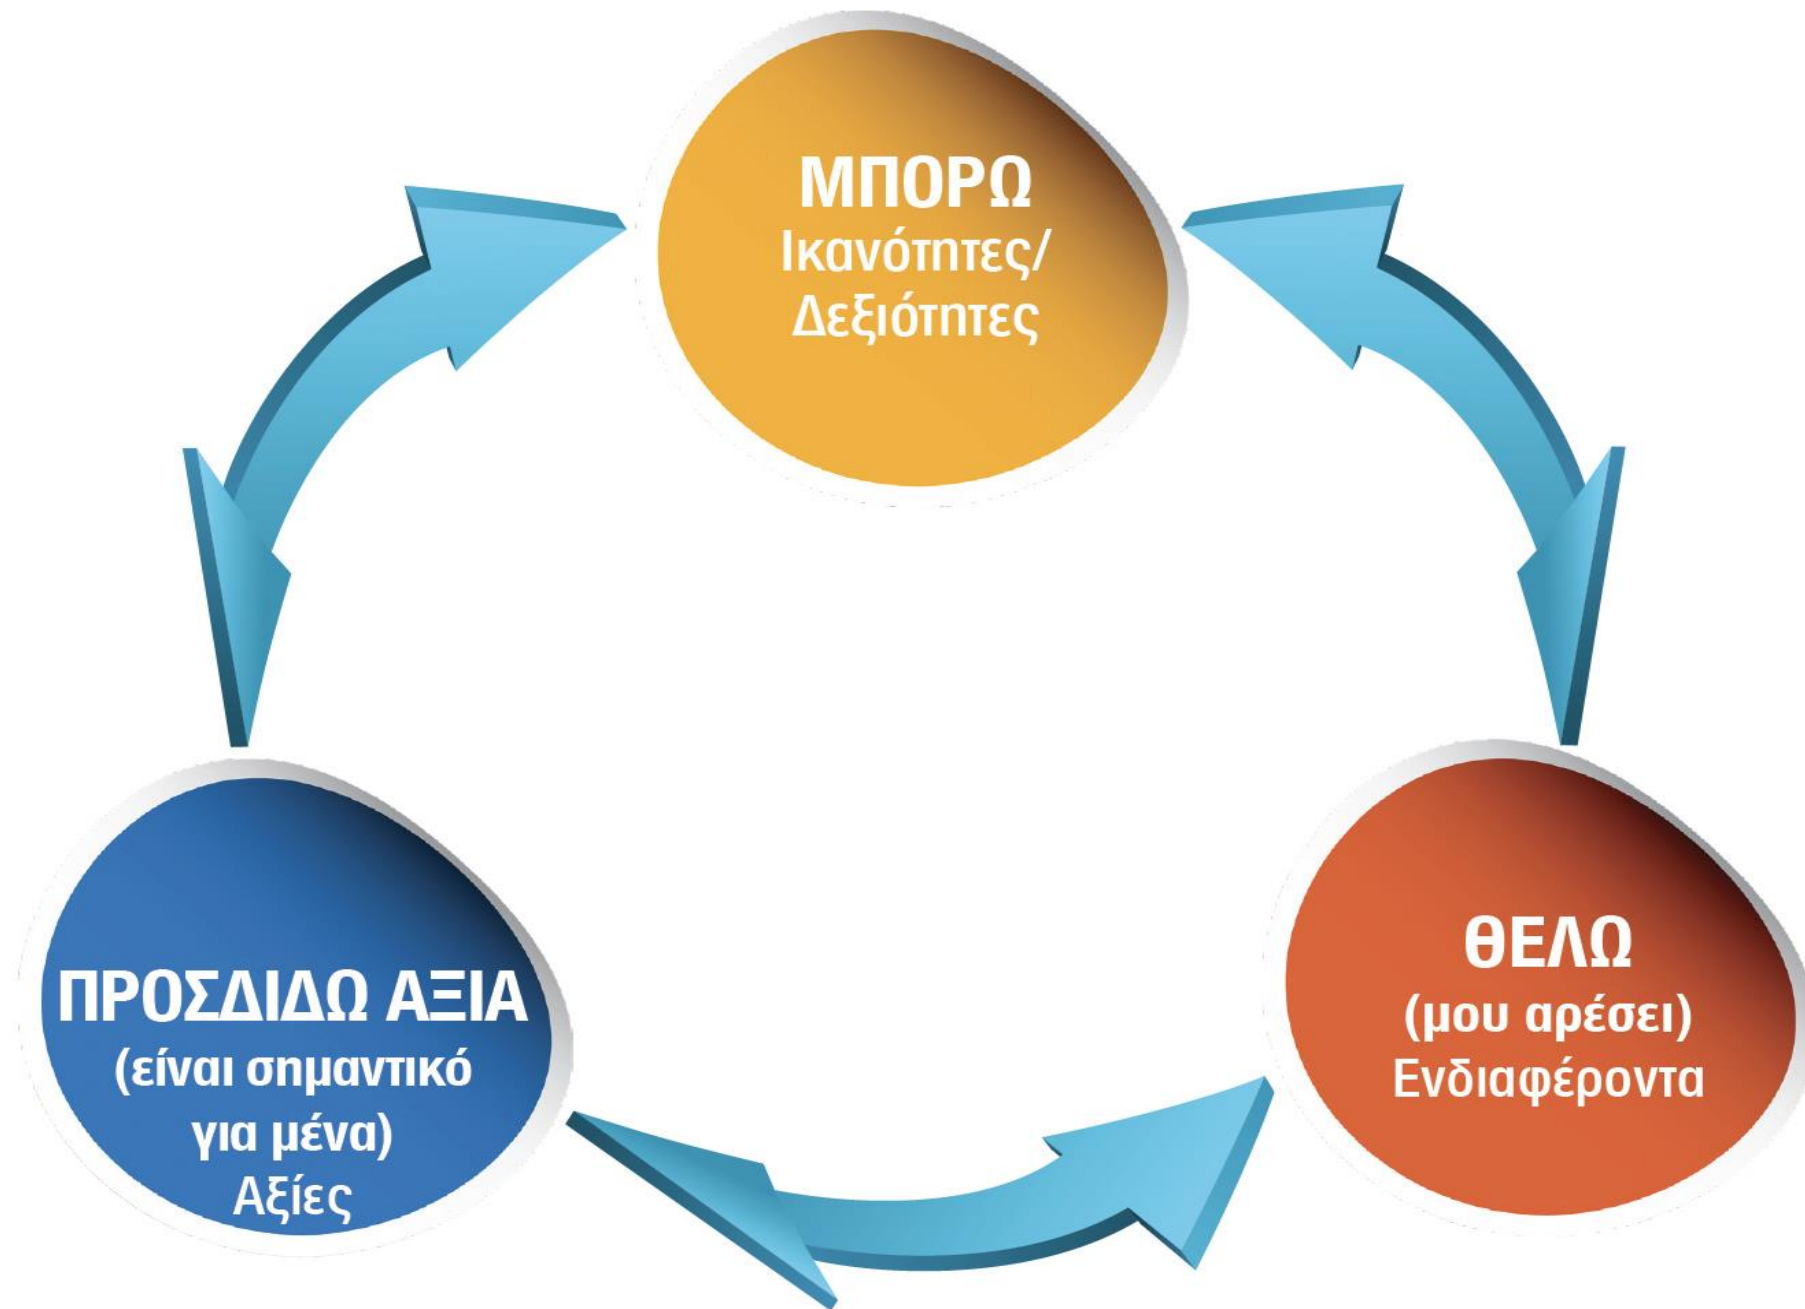 ΜΠΟΡΩ
Ικανότητες/
Δεξιότητες
ΠΡΟΣΔΙΔΩ ΑΞΙΑ
(είναι σημαντικό
για μένα)
Αξίες
ΘΕΛΩ
(μου αρέσει)
Ενδιαφέροντα